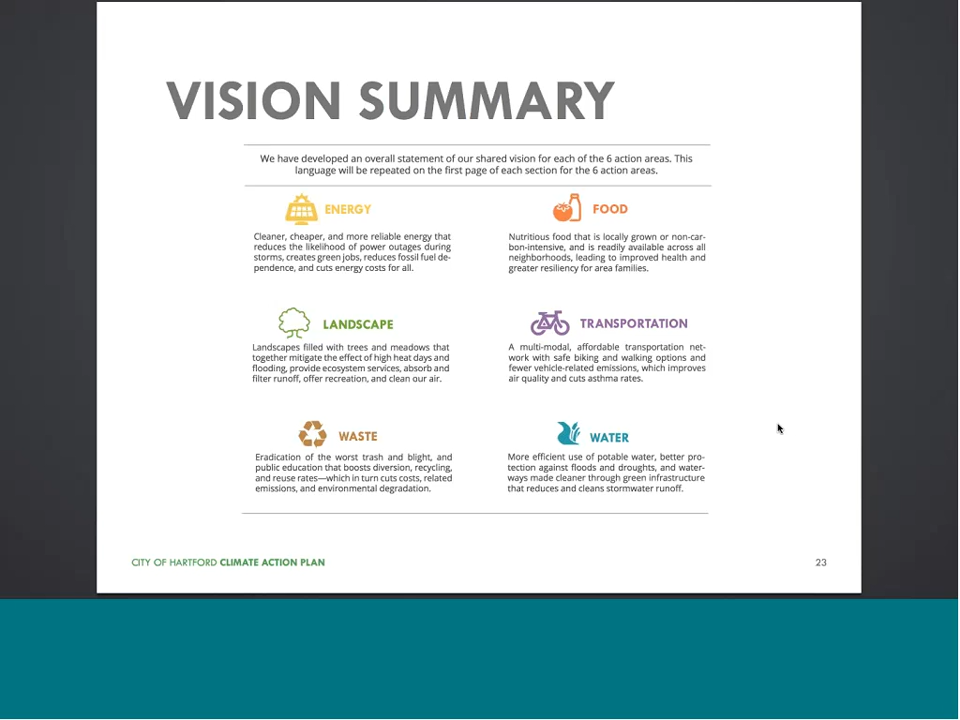 VISION SUMMARY
We have developed an overall statement of our shared vision for each of the 6 action areas. This
language will be repeated on the first page of each section for the 6 action areas.
ENERGY
Cleaner, cheaper, and more reliable energy that
reduces the likelihood of power outages during
storms, creates green jobs, reduces fossil fuel de-
pendence, and cuts energy costs for all.
FOOD
Nutritious food that is locally grown or non-car-
bon-intensive, and is readily available across all
neighborhoods, leading to improved health and
greater resiliency for area families.
LANDSCAPE
Landscapes filled with trees and meadows that
together mitigate the effect of high heat days and
flooding, provide ecosystem services, absorb and
filter runoff, offer recreation, and clean our air.
TRANSPORTATION
A multi-modal, affordable transportation net-
work with safe biking and walking options and
fewer vehicle-related emissions, which improves
air quality and cuts asthma rates.
WASTE
Eradication of the worst trash and blight, and
public education that boosts diversion, recycling,
and reuse rates—which in turn cuts costs, related
emissions, and environmental degradation.
WATER
More efficient use of potable water, better pro-
tection against floods and droughts, and water-
ways made cleaner through green infrastructure
that reduces and cleans stormwater runoff.
CITY OF HARTFORD CLIMATE ACTION PLAN
23